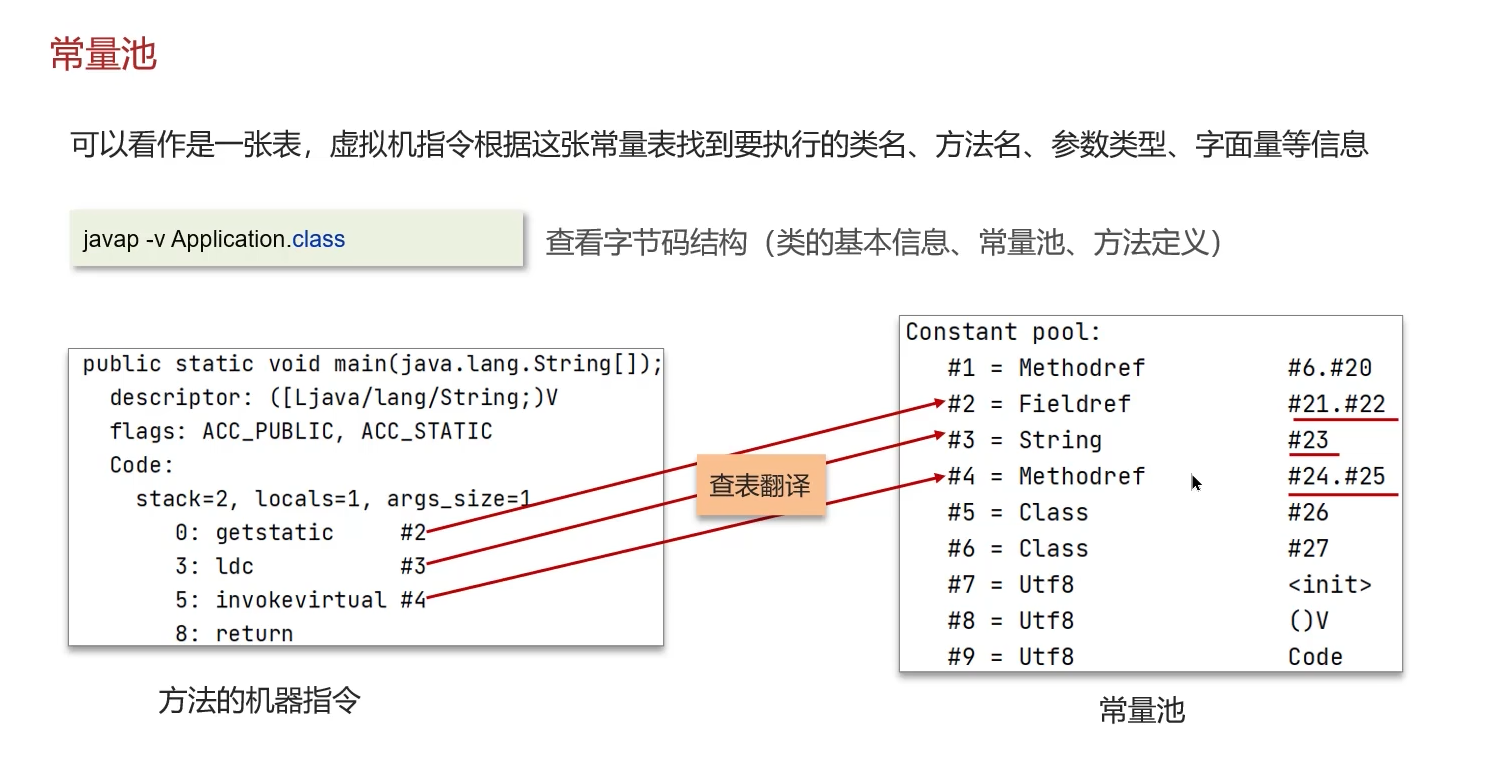 常量池
可以看作是一张表，虚拟机指令根据这张常量表找到要执行的类名、方法名、参数类型、字面量等信息
javap -v Application.class
查看字节码结构（类的基本信息、常量池、方法定义）
public static void main(java.lang.String[]);
descriptor: ([Ljava/lang/String;)V
flags: ACC_PUBLIC, ACC_STATIC
Code:
stack=2, locals=1, args_size=1
0: getstatic #2
3: ldc #3
5: invokevirtual #4
8: return
方法的机器指令
查表翻译
Constant pool:
#1 = Methodref #6.#20
#2 = Fieldref #21.#22
#3 = String #23
#4 = Methodref #24.#25
#5 = Class #26
#6 = Class #27
#7 = Utf8 <init>
#8 = Utf8 ()V
#9 = Utf8 Code
常量池